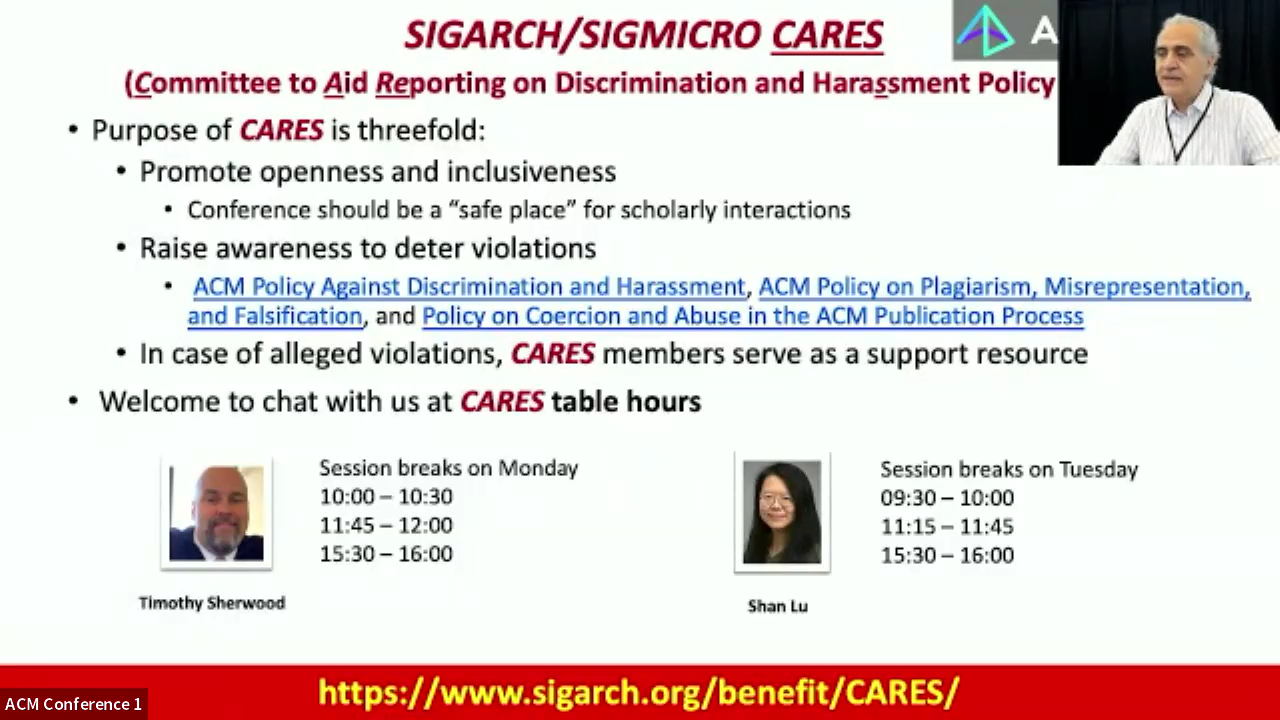 SIGARCH/SIGMICRO CARES
A
(Committee to Aid Reporting on Discrimination and Harassment Policy
• Purpose of CARES is threefold:
• Promote openness and inclusiveness
• Conference should be a “safe place” for scholarly interactions
• Raise awareness to deter violations
• ACM Policy Against Discrimination and Harassment, ACM Policy on Plagiarism, Misrepresentation,
and Falsification, and Policy on Coercion and Abuse in the ACM Publication Process
• In case of alleged violations, CARES members serve as a support resource
• Welcome to chat with us at CARES table hours
Session breaks on Monday
10:00 – 10:30
11:45 – 12:00
15:30 – 16:00
Timothy Sherwood
Session breaks on Tuesday
09:30 – 10:00
11:15 – 11:45
15:30 – 16:00
Shan Lu
https://www.sigarch.org/benefit/CARES/
ACM Conference 1